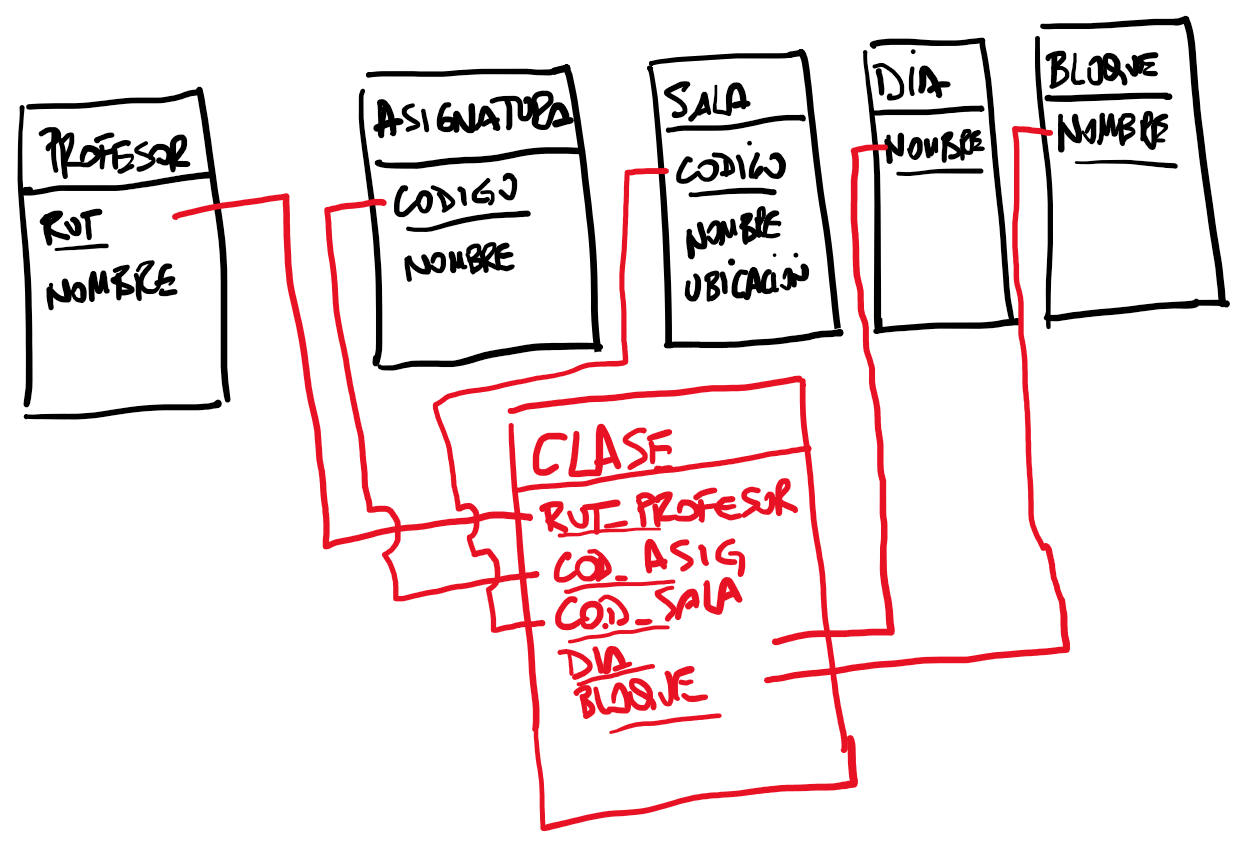 PROFESOR
RUT
NOMBRE
ASIGNATURA
CODIGO
NOMBRE
SALA
CODIGO
NOMBRE
UBICACION
DIA
NOMBRE
BLOQUE
NOMBRE
CLASE
RUT_PROFESOR
COD_ASIG
COD_SALA
DIA
BLOQUE